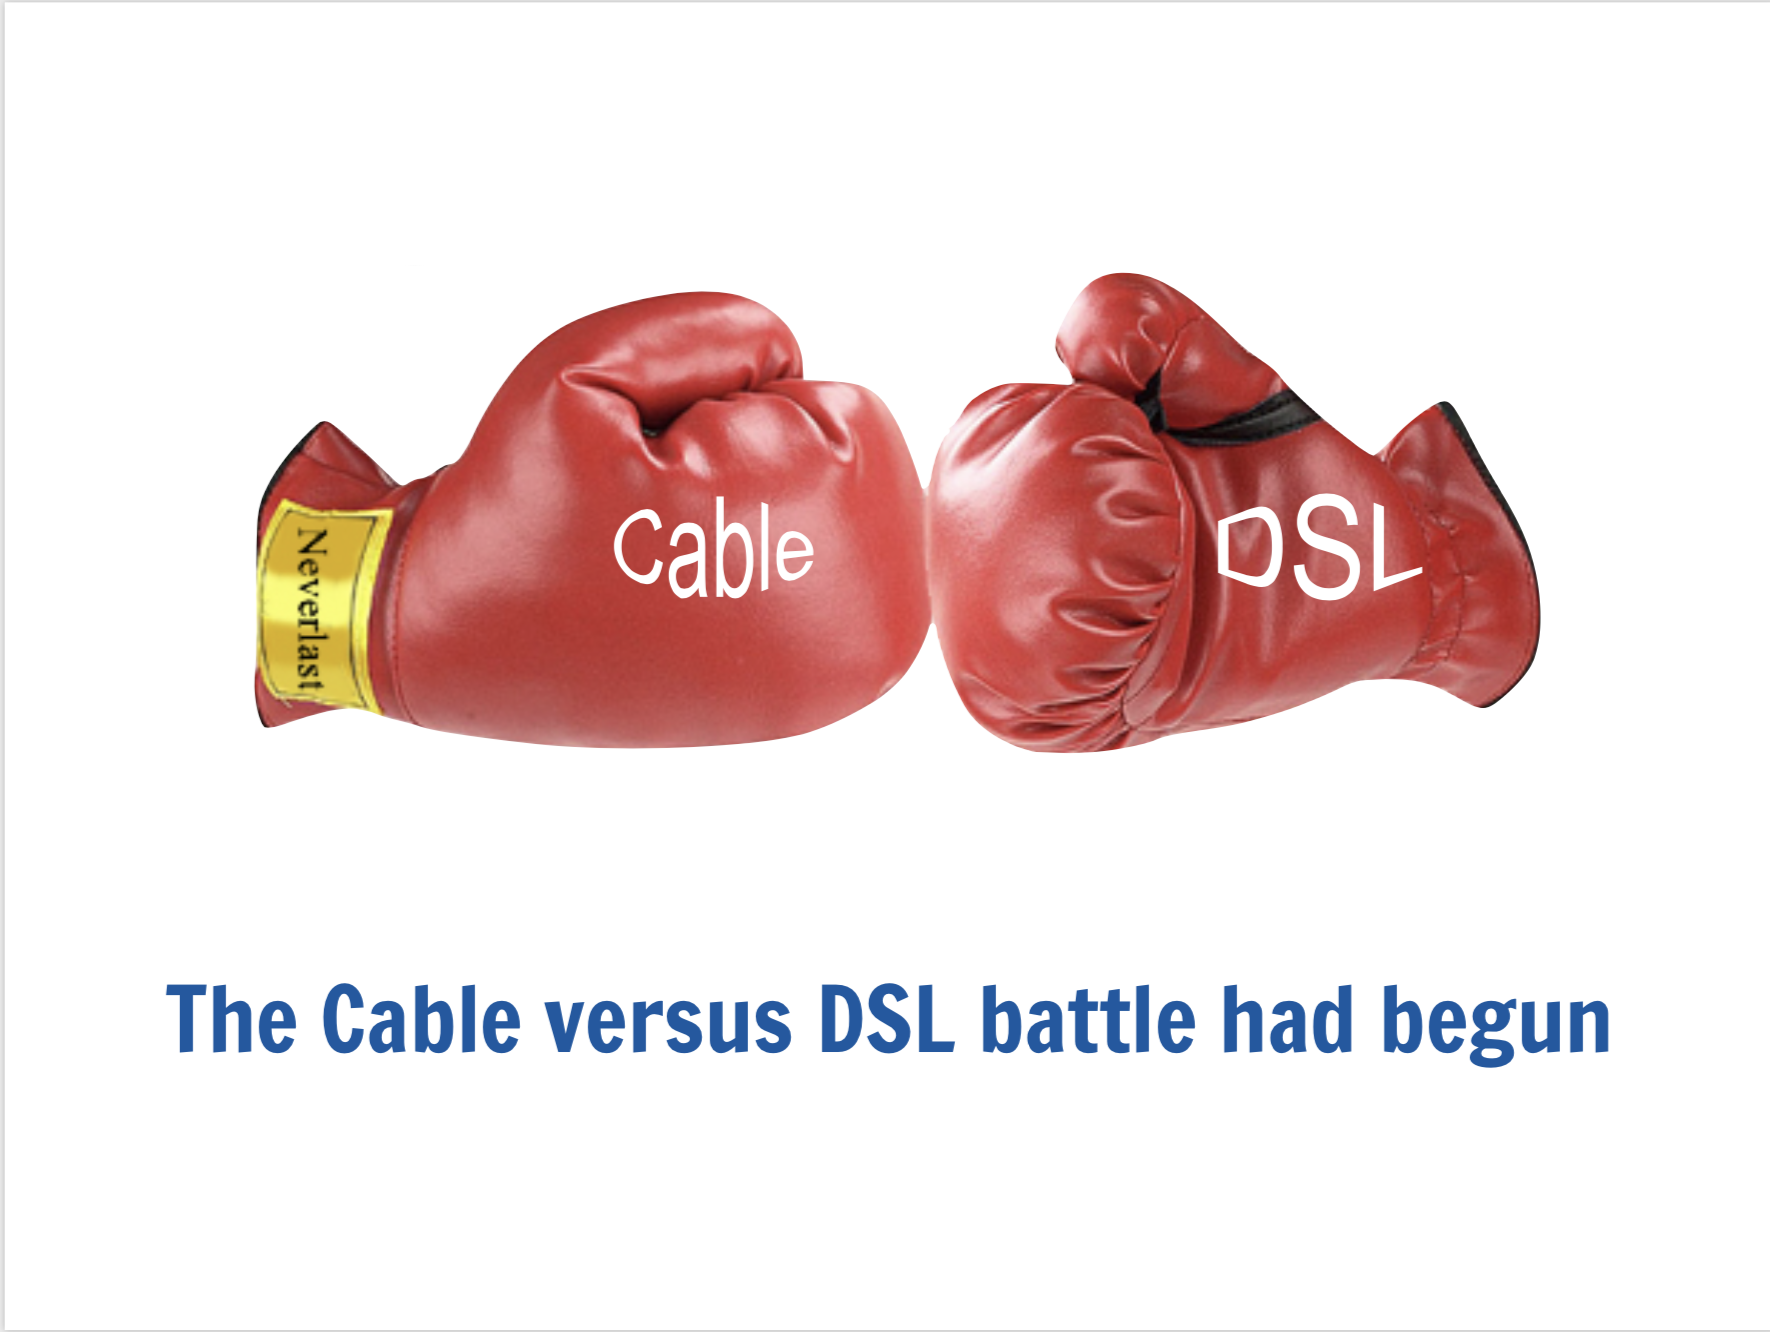 Neverlast
Cable
DSL
The Cable versus DSL battle had begun